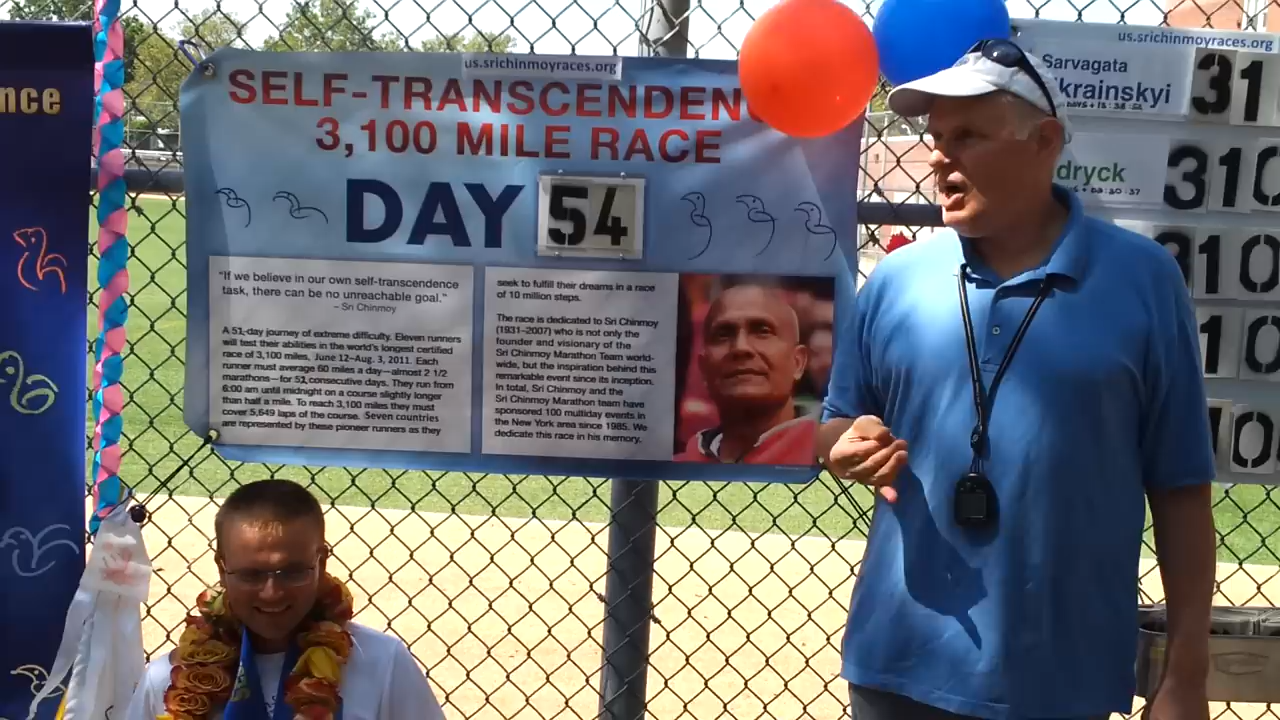 nce
us.srichinmoyraces.org
SELF-TRANSCENDEN
3,100 MILE RACE
DAY 54
"If we believe in our own self-transcendence
task, there can be no unreachable goal."
– Sri Chinmoy
A 51-day journey of extreme difficulty. Eleven runners
will test their abilities in the world's longest certified
race of 3,100 miles, June 12–Aug. 3, 2011. Each
runner must average 60 miles a day—almost 2 1/2
marathons—for 51 consecutive days. They run from
6:00 am until midnight on a course slightly longer
than half a mile. To reach 3,100 miles they must
cover 5,649 laps of the course. Seven countries
are represented by these pioneer runners as they
seek to fulfill their dreams in a race
of 10 million steps.
The race is dedicated to Sri Chinmoy
(1931–2007) who is not only the
founder and visionary of the
Sri Chinmoy Marathon Team world-
wide, but the inspiration behind this
remarkable event since its inception.
In total, Sri Chinmoy and the
Sri Chinmoy Marathon team have
sponsored 100 multiday events in
the New York area since 1985. We
dedicate this race in his memory.
us.srichinmoyraces.org
Sarvagata
krainskyi
31
dryck
310
310
10
10